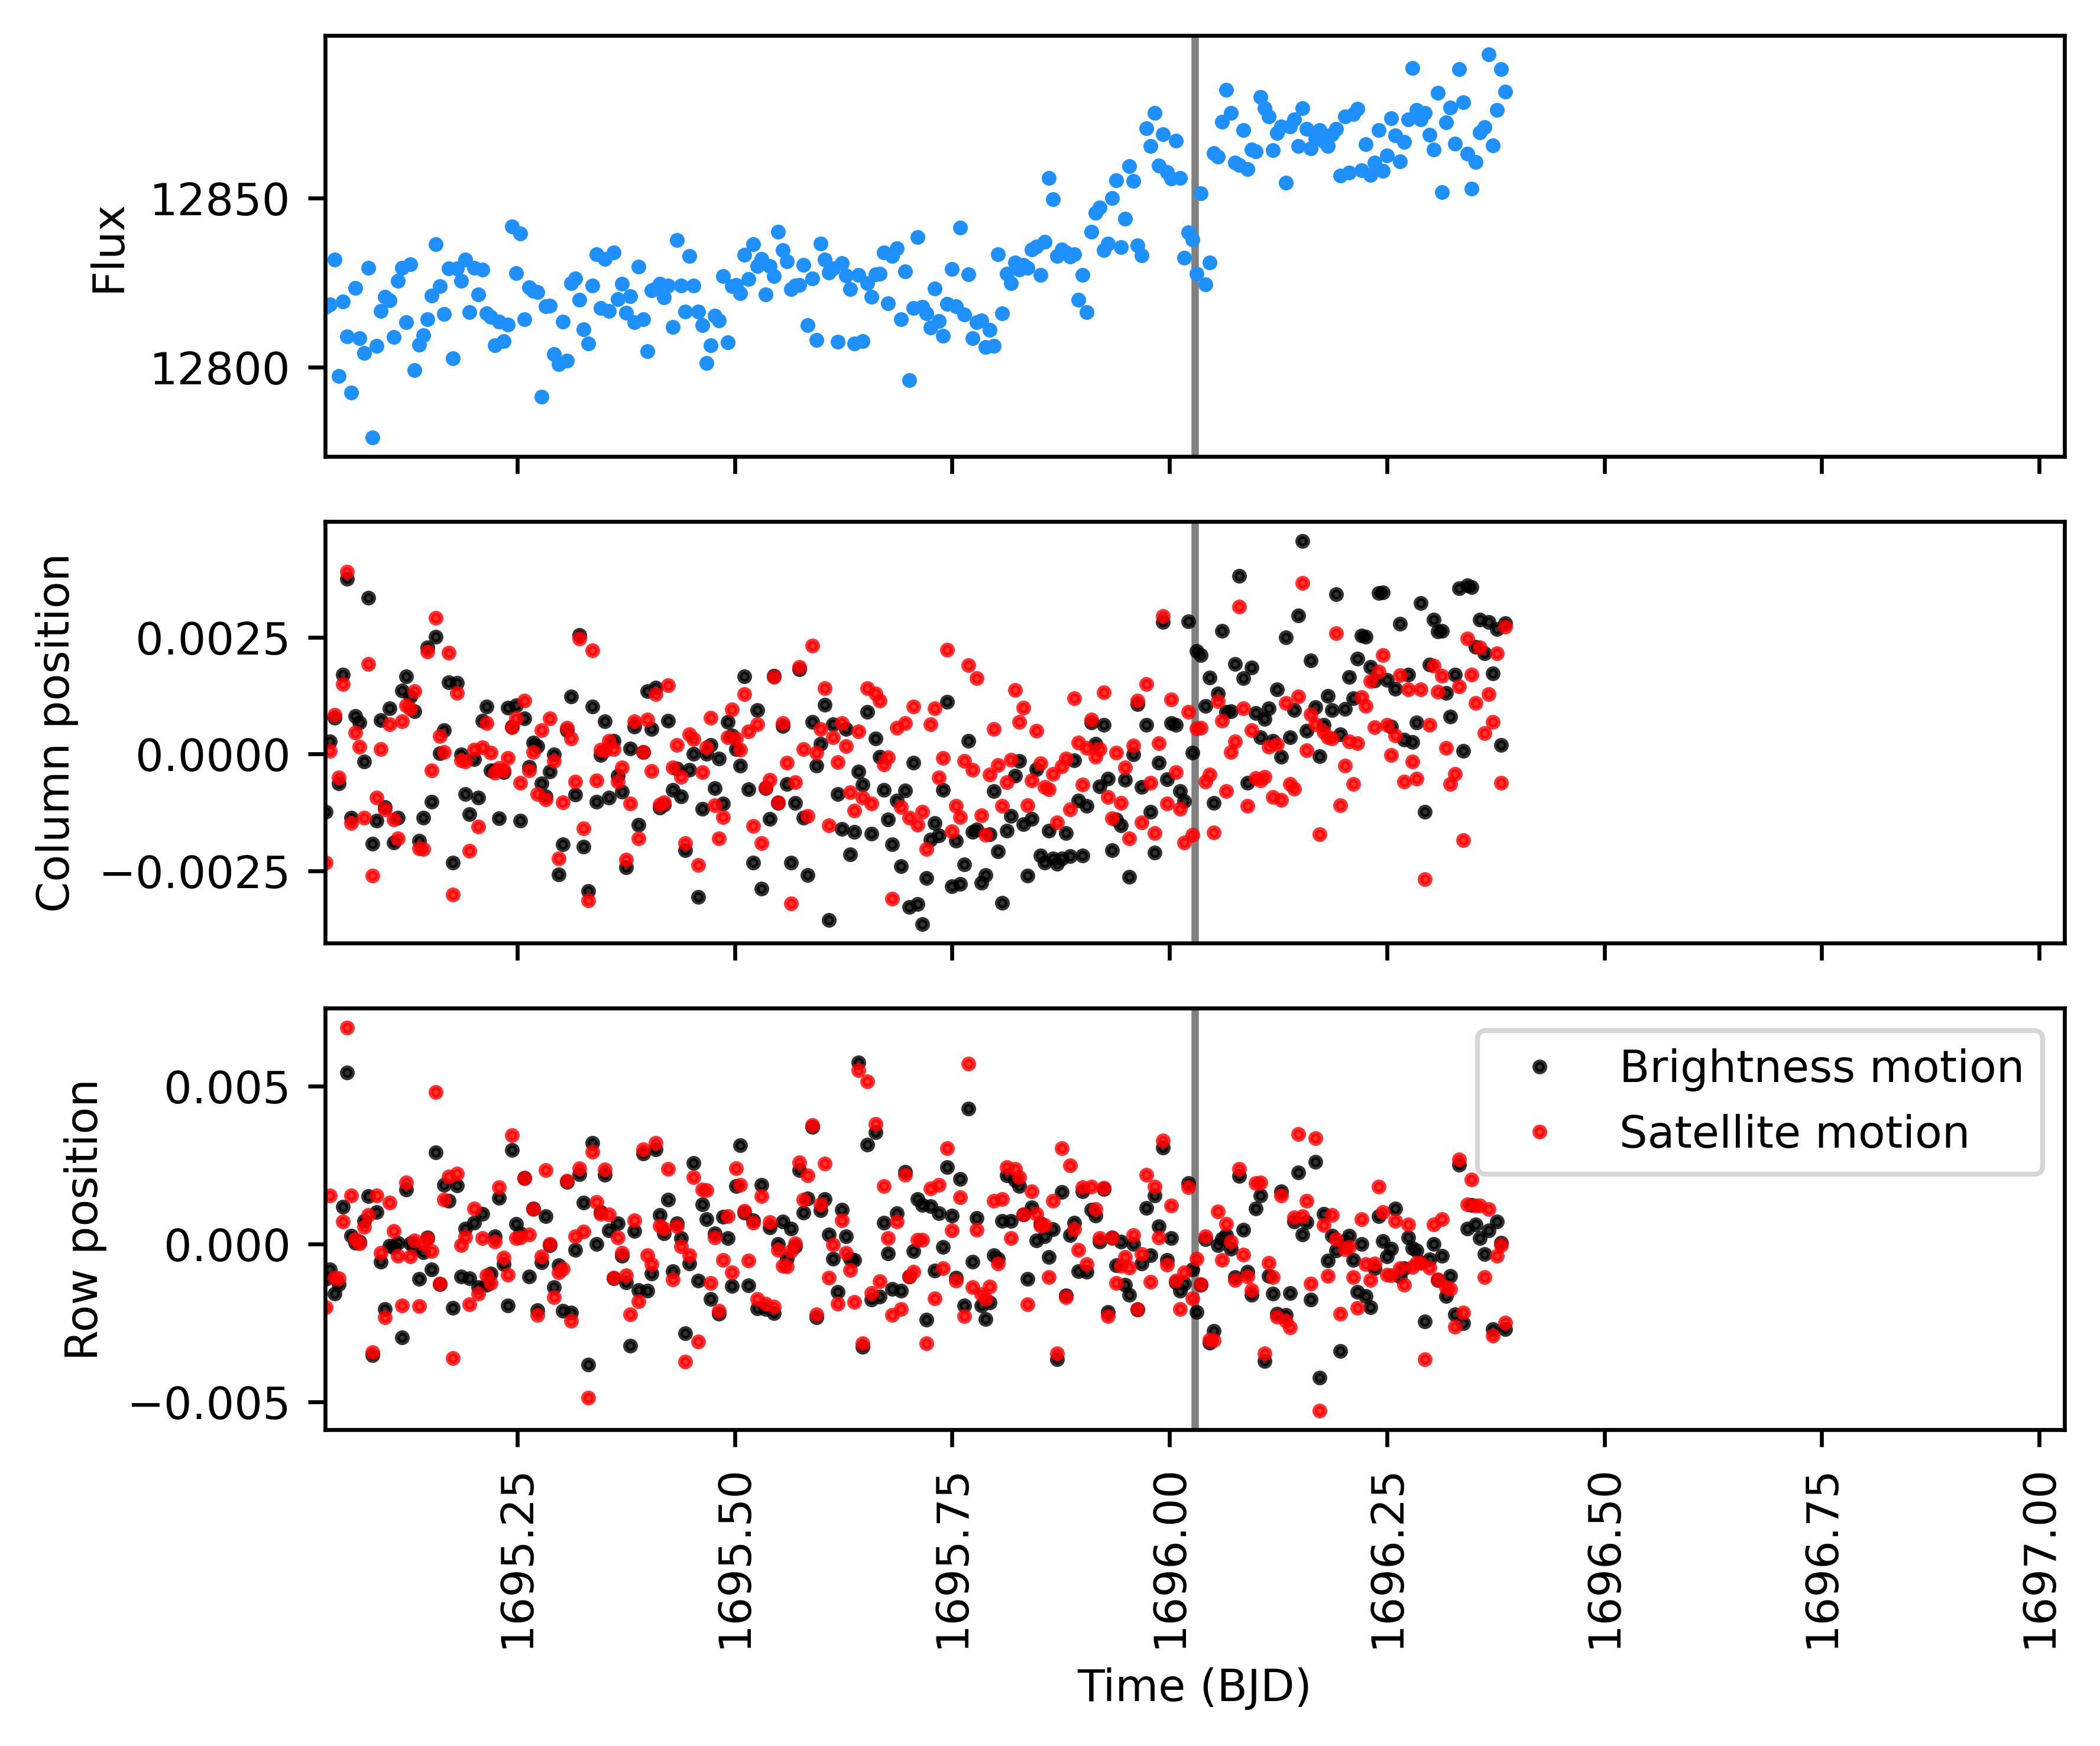 Flux
12850
12800
Column position
0.0025
0.0000
−0.0025
Row position
0.005
0.000
−0.005
Brightness motion
Satellite motion
1695.25
1695.50
1695.75
1696.00
1696.25
1696.50
1696.75
1697.00
Time (BJD)